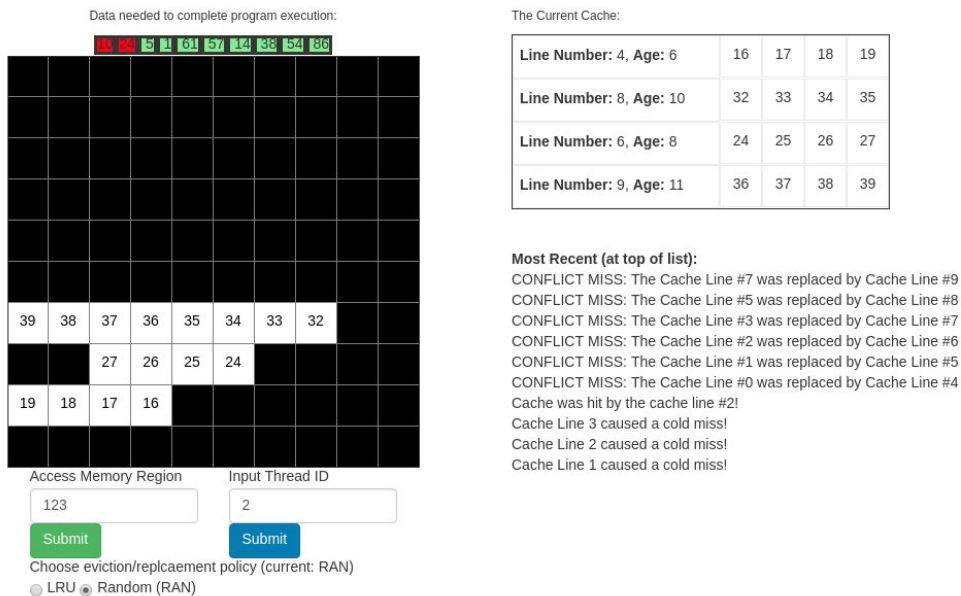 Data needed to complete program execution:
10 24 5 1 61 57 14 38 54 86
39 38 37 36 35 34 33 32
27 26 25 24
19 18 17 16
Access Memory Region
Input Thread ID
123
2
Submit
Submit
Choose eviction/replcaement policy (current: RAN)
LRU Random (RAN)
The Current Cache:
Line Number: 4, Age: 6 16 17 18 19
Line Number: 8, Age: 10 32 33 34 35
Line Number: 6, Age: 8 24 25 26 27
Line Number: 9, Age: 11 36 37 38 39
Most Recent (at top of list):
CONFLICT MISS: The Cache Line #7 was replaced by Cache Line #9
CONFLICT MISS: The Cache Line #5 was replaced by Cache Line #8
CONFLICT MISS: The Cache Line #3 was replaced by Cache Line #7
CONFLICT MISS: The Cache Line #2 was replaced by Cache Line #6
CONFLICT MISS: The Cache Line #1 was replaced by Cache Line #5
CONFLICT MISS: The Cache Line #0 was replaced by Cache Line #4
Cache was hit by the cache line #2!
Cache Line 3 caused a cold miss!
Cache Line 2 caused a cold miss!
Cache Line 1 caused a cold miss!